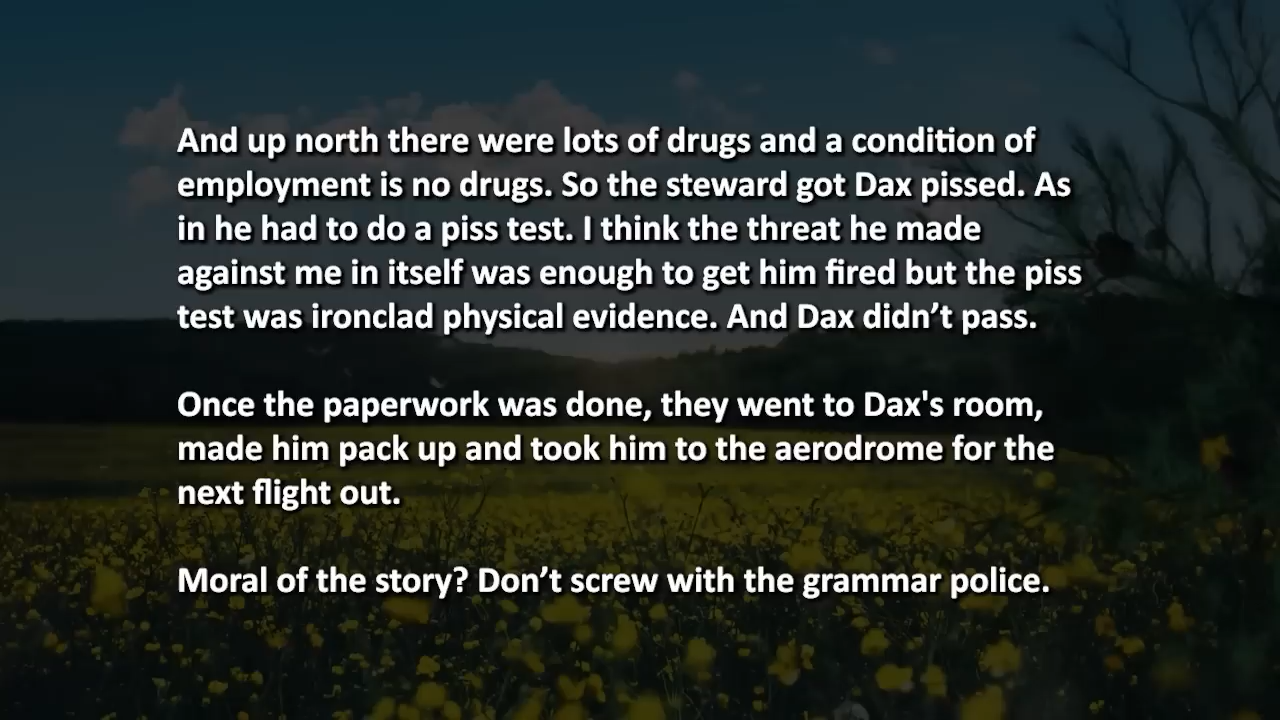 And up north there were lots of drugs and a condition of
employment is no drugs. So the steward got Dax pissed. As
in he had to do a piss test. I think the threat he made
against me in itself was enough to get him fired but the piss
test was ironclad physical evidence. And Dax didn’t pass.
Once the paperwork was done, they went to Dax's room,
made him pack up and took him to the aerodrome for the
next flight out.
Moral of the story? Don’t screw with the grammar police.